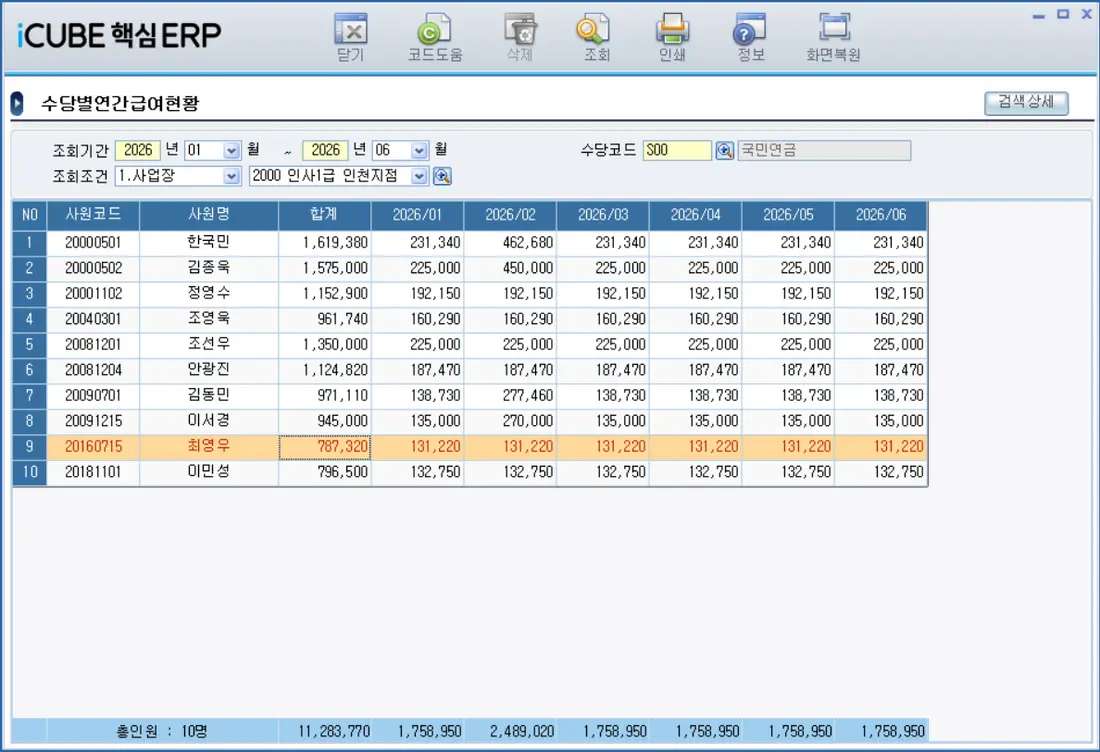 iCUBE 핵심ERP
닫기 코드도움 삭제 조회 인쇄 정보 화면복원
수당별연간급여현황 검색상세
조회기간 2026 년 01 월 ~ 2026 년 06 월 수당코드 S00 국민연금
조회조건 1.사업장 2000 인사1급 인천지점
NO 사원코드 사원명 합계 2026/01 2026/02 2026/03 2026/04 2026/05 2026/06
1 20000501 한국민 1,619,380 231,340 462,680 231,340 231,340 231,340 231,340
2 20000502 김종욱 1,575,000 225,000 450,000 225,000 225,000 225,000 225,000
3 20001102 정영수 1,152,900 192,150 192,150 192,150 192,150 192,150 192,150
4 20040301 조영욱 961,740 160,290 160,290 160,290 160,290 160,290 160,290
5 20081201 조선우 1,350,000 225,000 225,000 225,000 225,000 225,000 225,000
6 20081204 안광진 1,124,820 187,470 187,470 187,470 187,470 187,470 187,470
7 20090701 김동민 971,110 138,730 277,460 138,730 138,730 138,730 138,730
8 20091215 이서경 945,000 135,000 270,000 135,000 135,000 135,000 135,000
9 20160715 최영우 787,320 131,220 131,220 131,220 131,220 131,220 131,220
10 20181101 이민성 796,500 132,750 132,750 132,750 132,750 132,750 132,750
총인원 : 10명 11,283,770 1,758,950 2,489,020 1,758,950 1,758,950 1,758,950 1,758,950